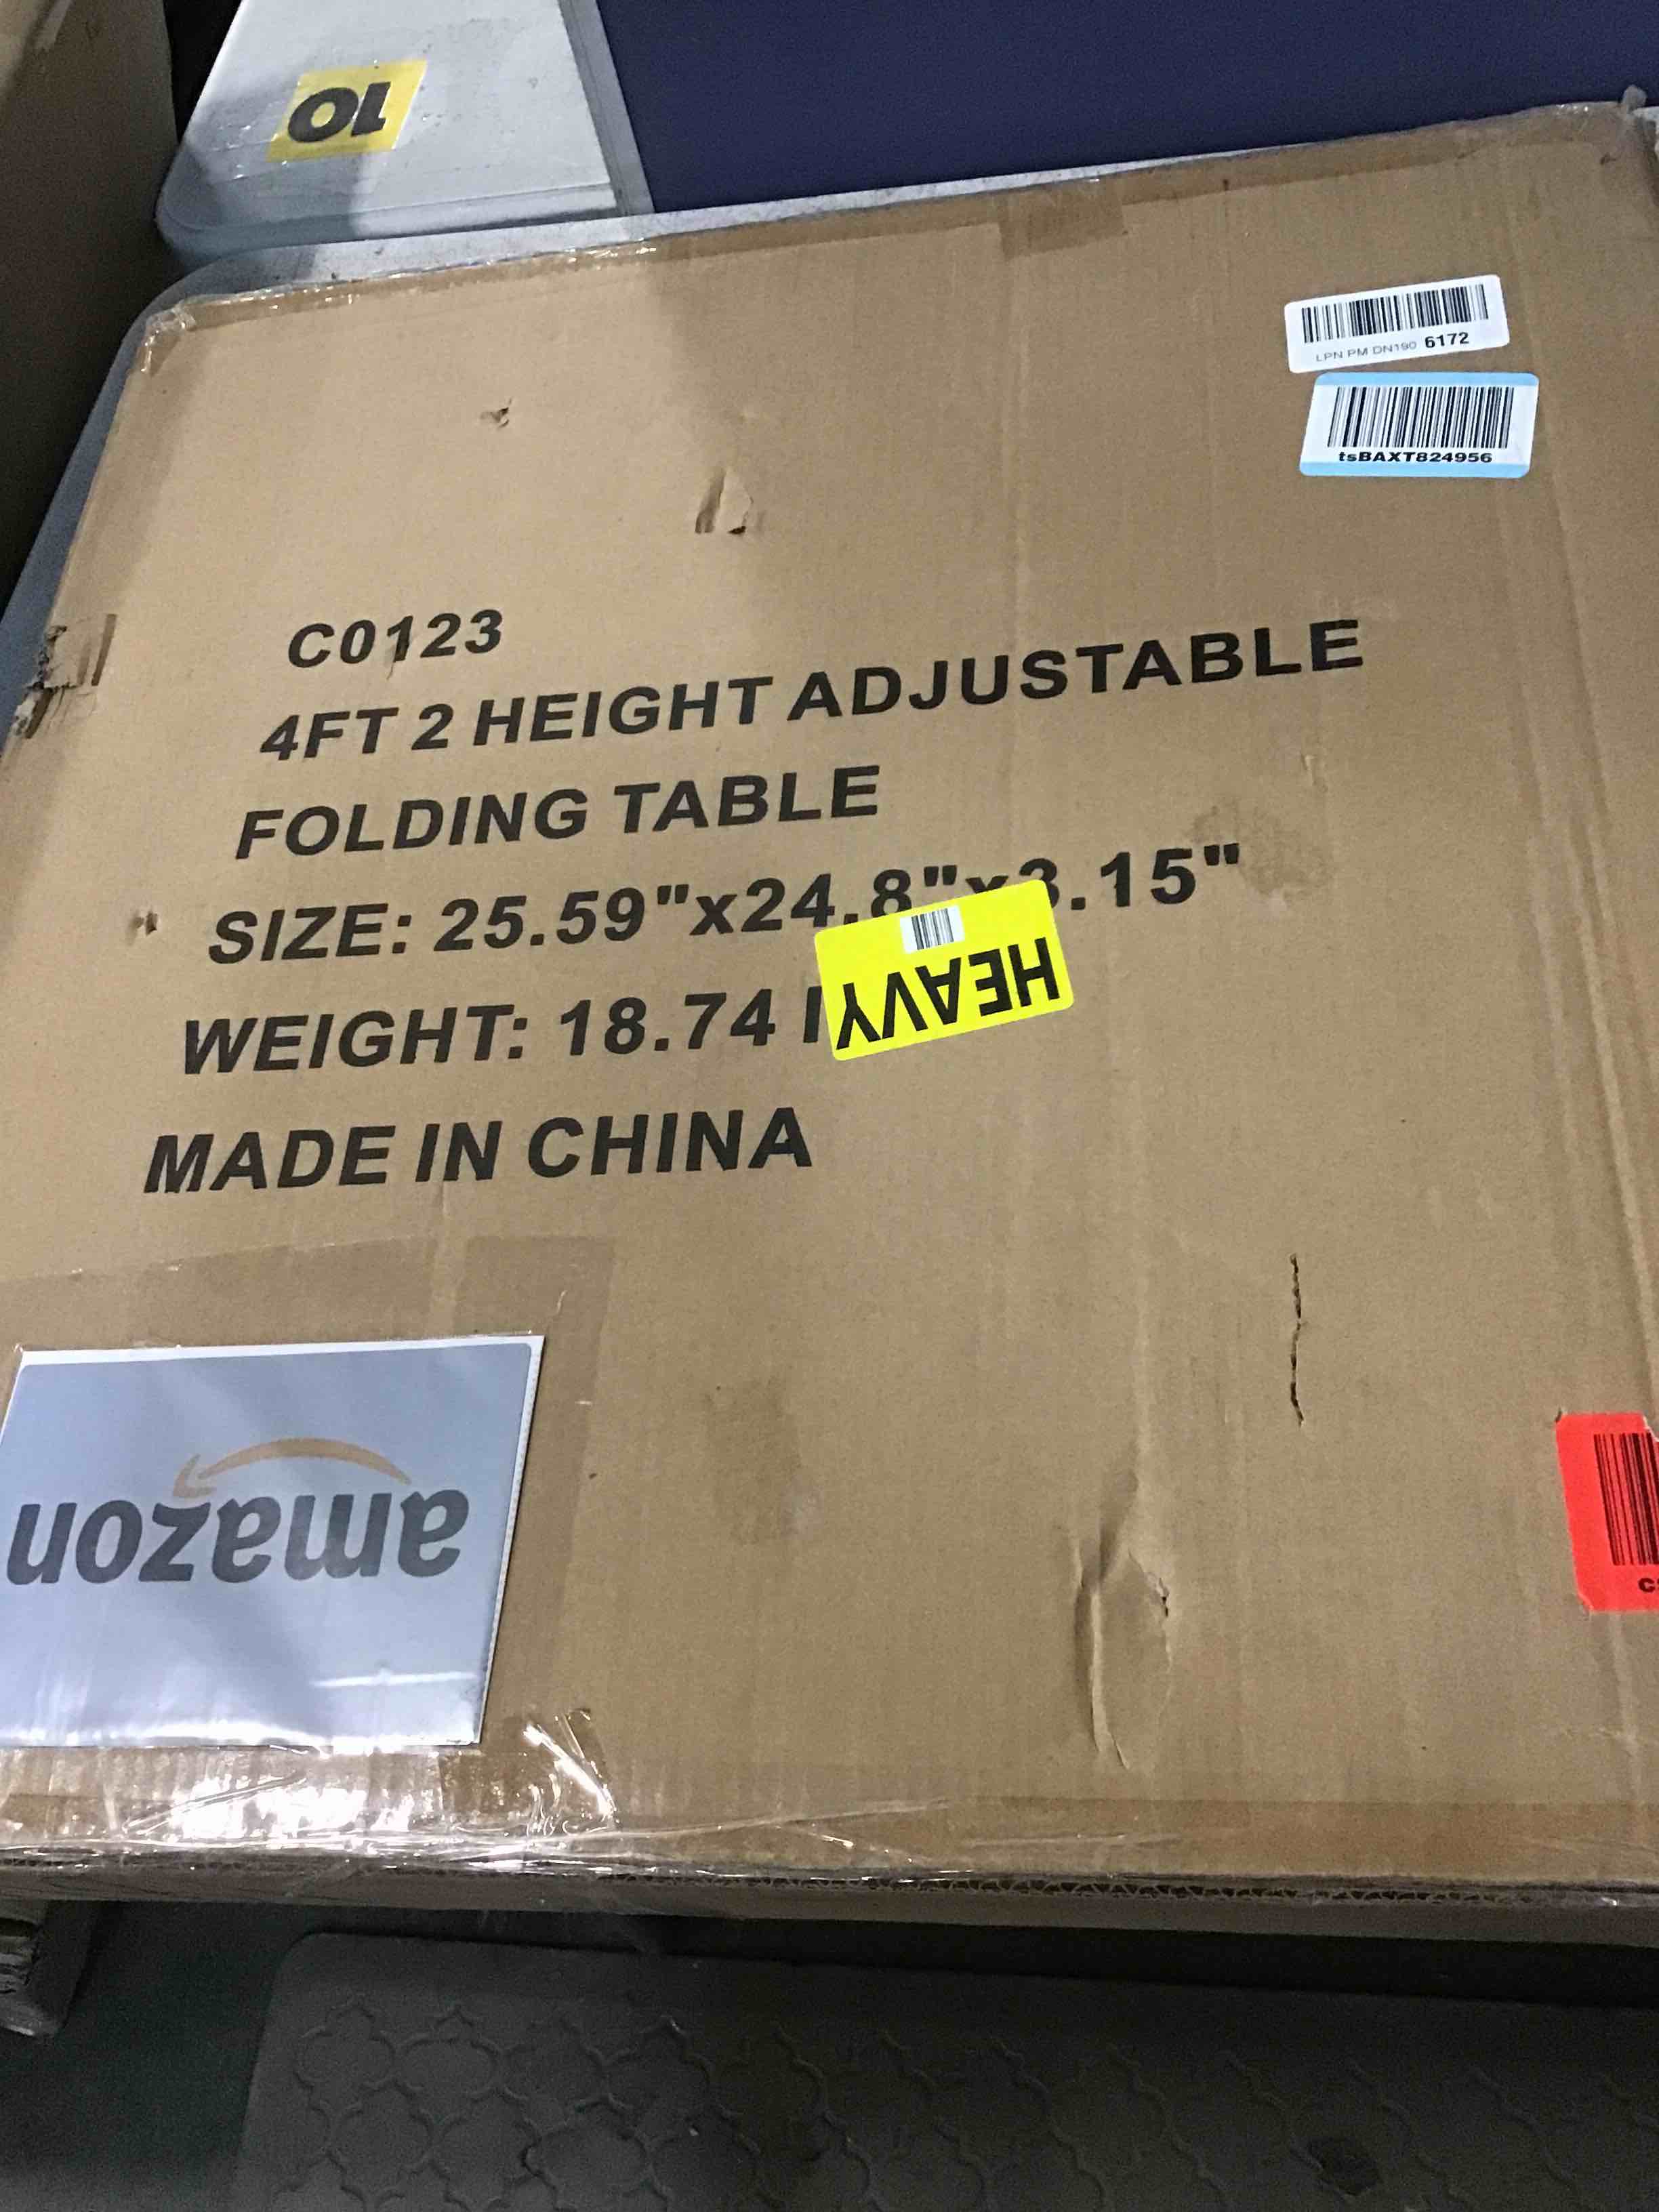 10
LPN PM DN190 6172
tsBAXT824956
C0123
4FT 2 HEIGHT ADJUSTABLE
FOLDING TABLE
SIZE: 25.59"x24.8"x3.15"
HEAVY
WEIGHT: 18.74
MADE IN CHINA
amazon